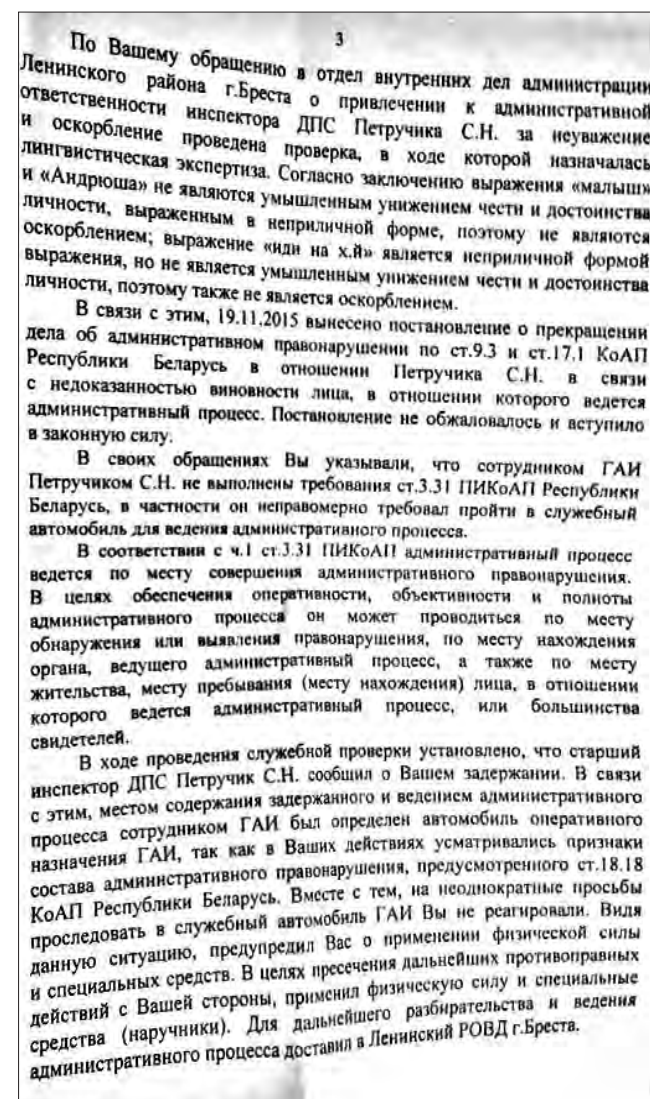 3
По Вашему обращению в отдел внутренних дел администрации
Ленинского района г.Бреста о привлечении к административной
ответственности инспектора ДПС Петручика С.Н. за неуважение
и оскорбление проведена проверка, в ходе которой назначалась
лингвистическая экспертиза. Согласно заключению выражения «малыш»
и «Андрюша» не являются умышленным унижением чести и достоинства
личности, выраженным в неприличной форме, поэтому не являются
оскорблением; выражение «иди на х.й» является неприличной формой
выражения, но не является умышленным унижением чести и достоинства
личности, поэтому также не является оскорблением.
В связи с этим, 19.11.2015 вынесено постановление о прекращении
дела об административном правонарушении по ст.9.3 и ст.17.1 КоАП
Республики Беларусь в отношении Петручика С.Н. в связи
с недоказанностью виновности лица, в отношении которого ведется
административный процесс. Постановление не обжаловалось и вступило
в законную силу.
В своих обращениях Вы указывали, что сотрудником ГАИ
Петручиком С.Н. не выполнены требования ст.3.31 ПИКоАП Республики
Беларусь, в частности он неправомерно требовал пройти в служебный
автомобиль для ведения административного процесса.
В соответствии с ч.1 ст.3.31 ПИКоАП административный процесс
ведется по месту совершения административного правонарушения.
В целях обеспечения оперативности, объективности и полноты
административного процесса он может проводиться по месту
обнаружения или выявления правонарушения, по месту нахождения
органа, ведущего административный процесс, а также по месту
жительства, месту пребывания (месту нахождения) лица, в отношении
которого ведется административный процесс, или большинства
свидетелей.
В ходе проведения служебной проверки установлено, что старший
инспектор ДПС Петручик С.Н. сообщил о Вашем задержании. В связи
с этим, местом содержания задержанного и ведением административного
процесса сотрудником ГАИ был определен автомобиль оперативного
назначения ГАИ, так как в Ваших действиях усматривались признаки
состава административного правонарушения, предусмотренного ст.18.18
КоАП Республики Беларусь. Вместе с тем, на неоднократные просьбы
проследовать в служебный автомобиль ГАИ Вы не реагировали. Видя
данную ситуацию, предупредил Вас о применении физической силы
и специальных средств. В целях пресечения дальнейших противоправных
действий с Вашей стороны, применил физическую силу и специальные
средства (наручники). Для дальнейшего разбирательства и ведения
административного процесса доставил в Ленинский РОВД г.Бреста.